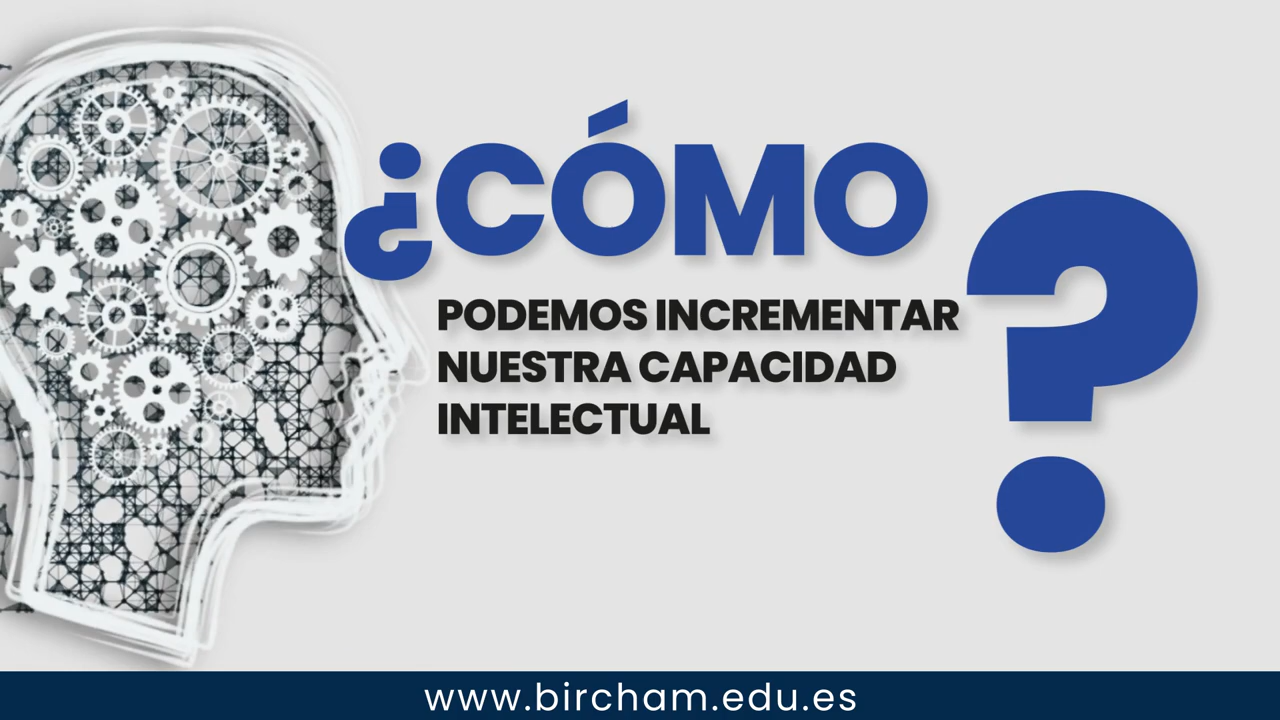 ¿CÓMO
PODEMOS INCREMENTAR
NUESTRA CAPACIDAD
INTELECTUAL
?
www.bircham.edu.es